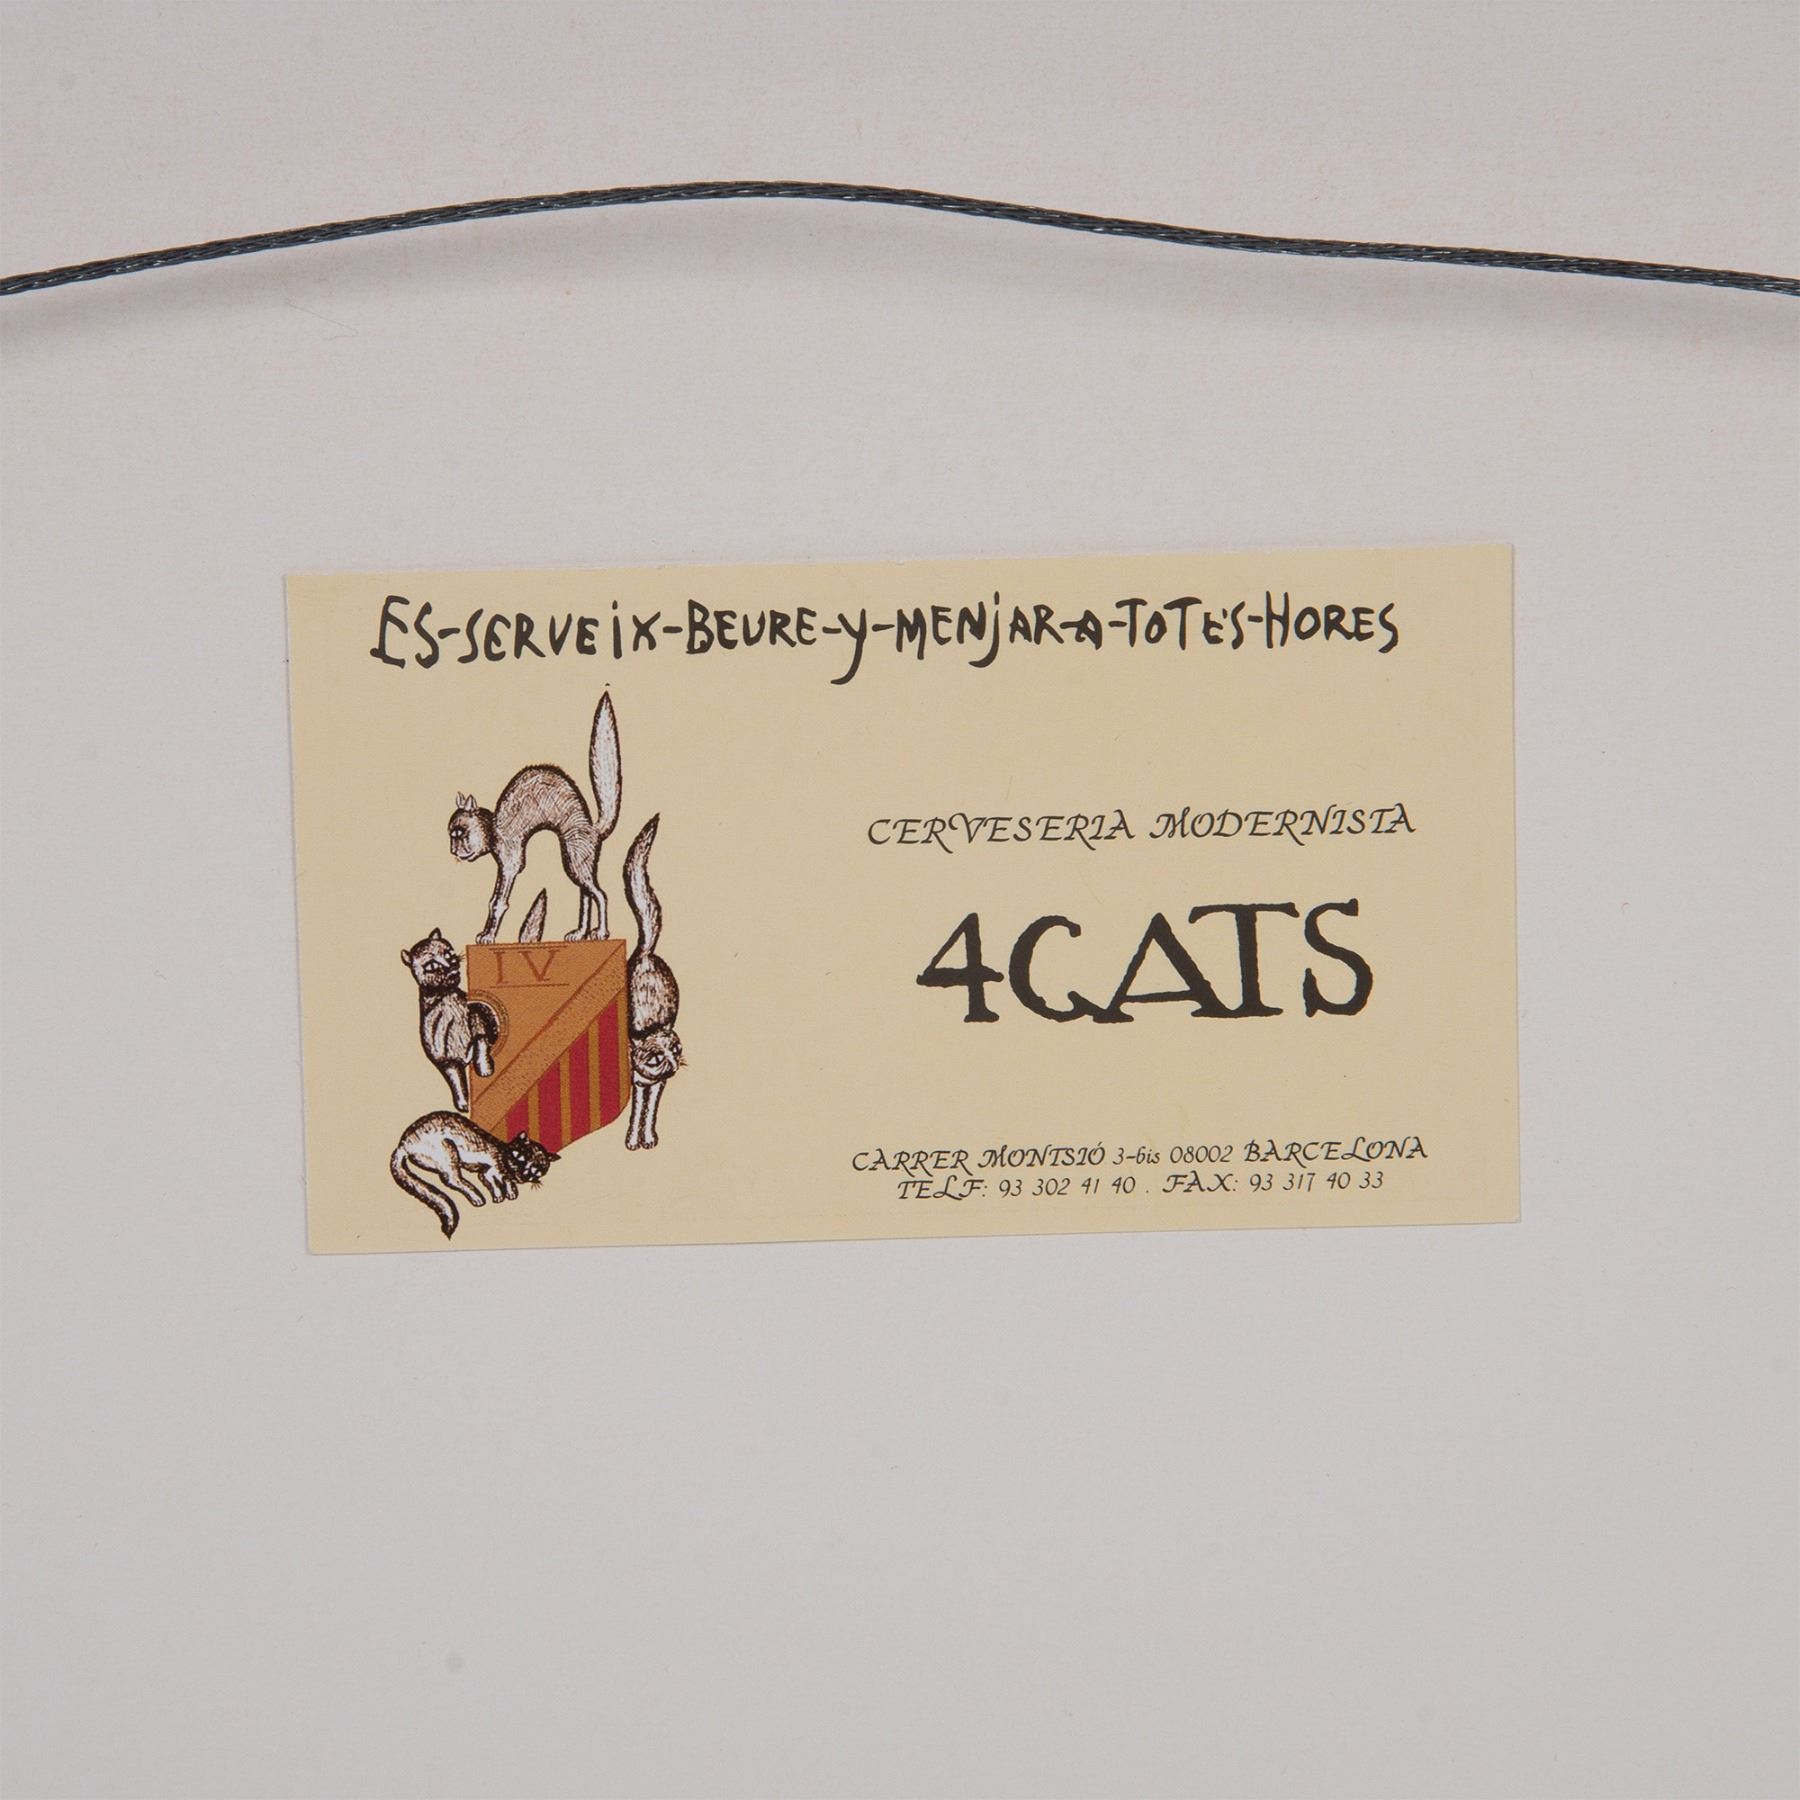 ES-SERVEiX-BEURE-Y-MENjAR-A-TOTES-HORES
IV
CERVESERIA MODERNISTA
4CATS
CARRER MONTSIÓ 3-bis 08002 BARCELONA
TELF: 93 302 41 40 . FAX: 93 317 40 33